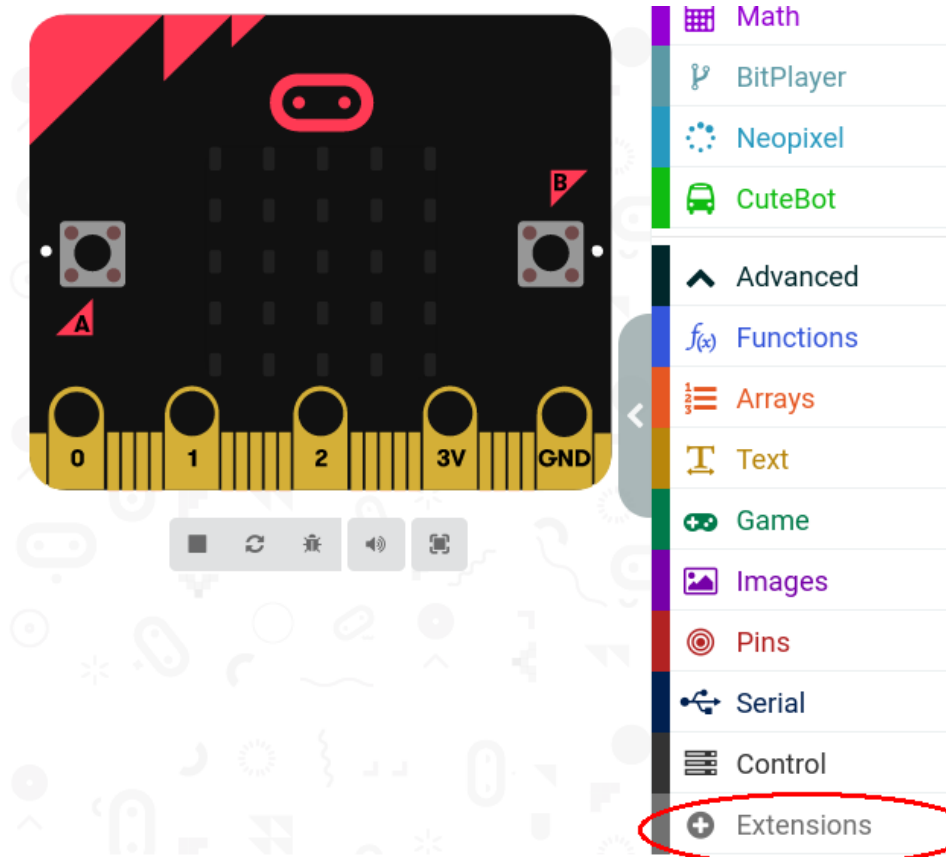 B
A
0 1 2 3V GND
Math
BitPlayer
Neopixel
CuteBot
Advanced
f(x) Functions
Arrays
Text
Game
Images
Pins
Serial
Control
Extensions